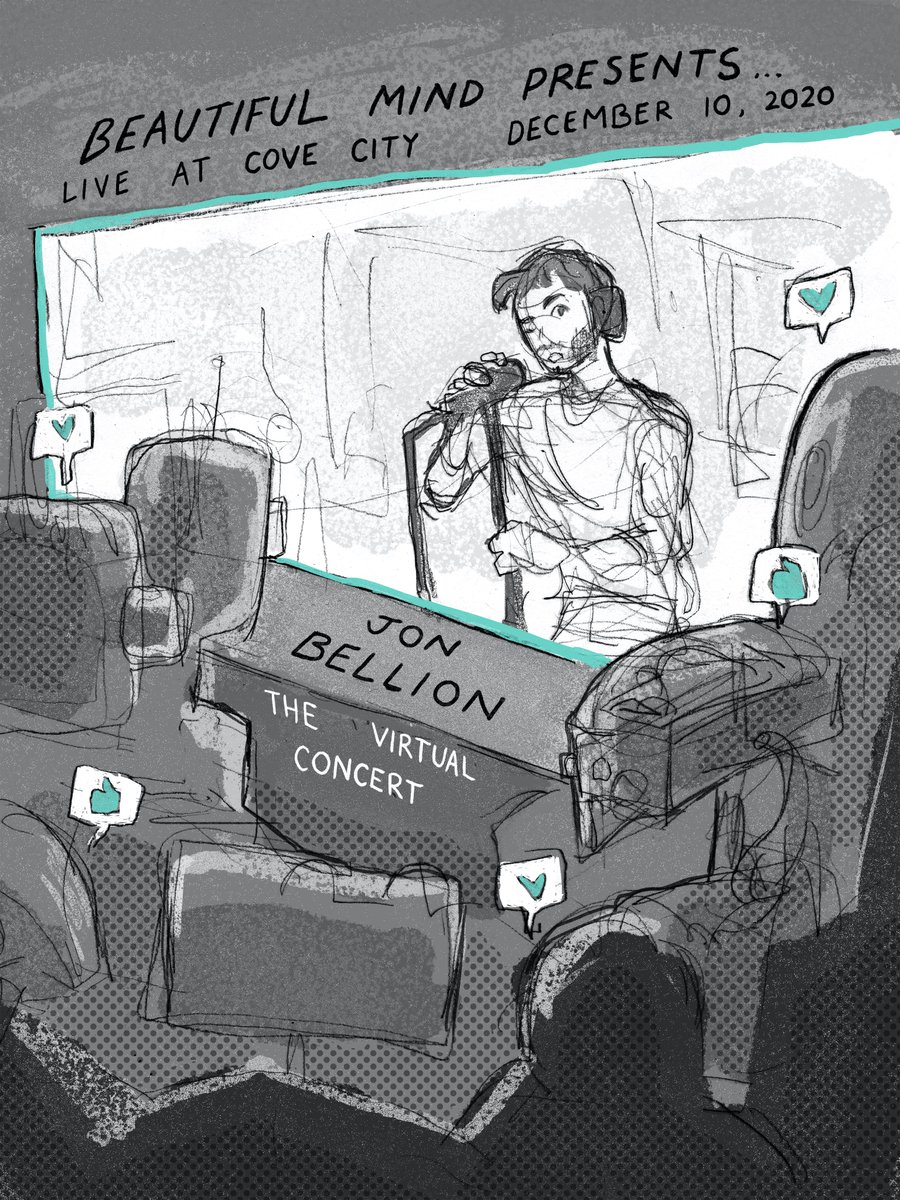 BEAUTIFUL MIND PRESENTS...
LIVE AT COVE CITY DECEMBER 10, 2020
JON
BELLION
THE VIRTUAL
CONCERT